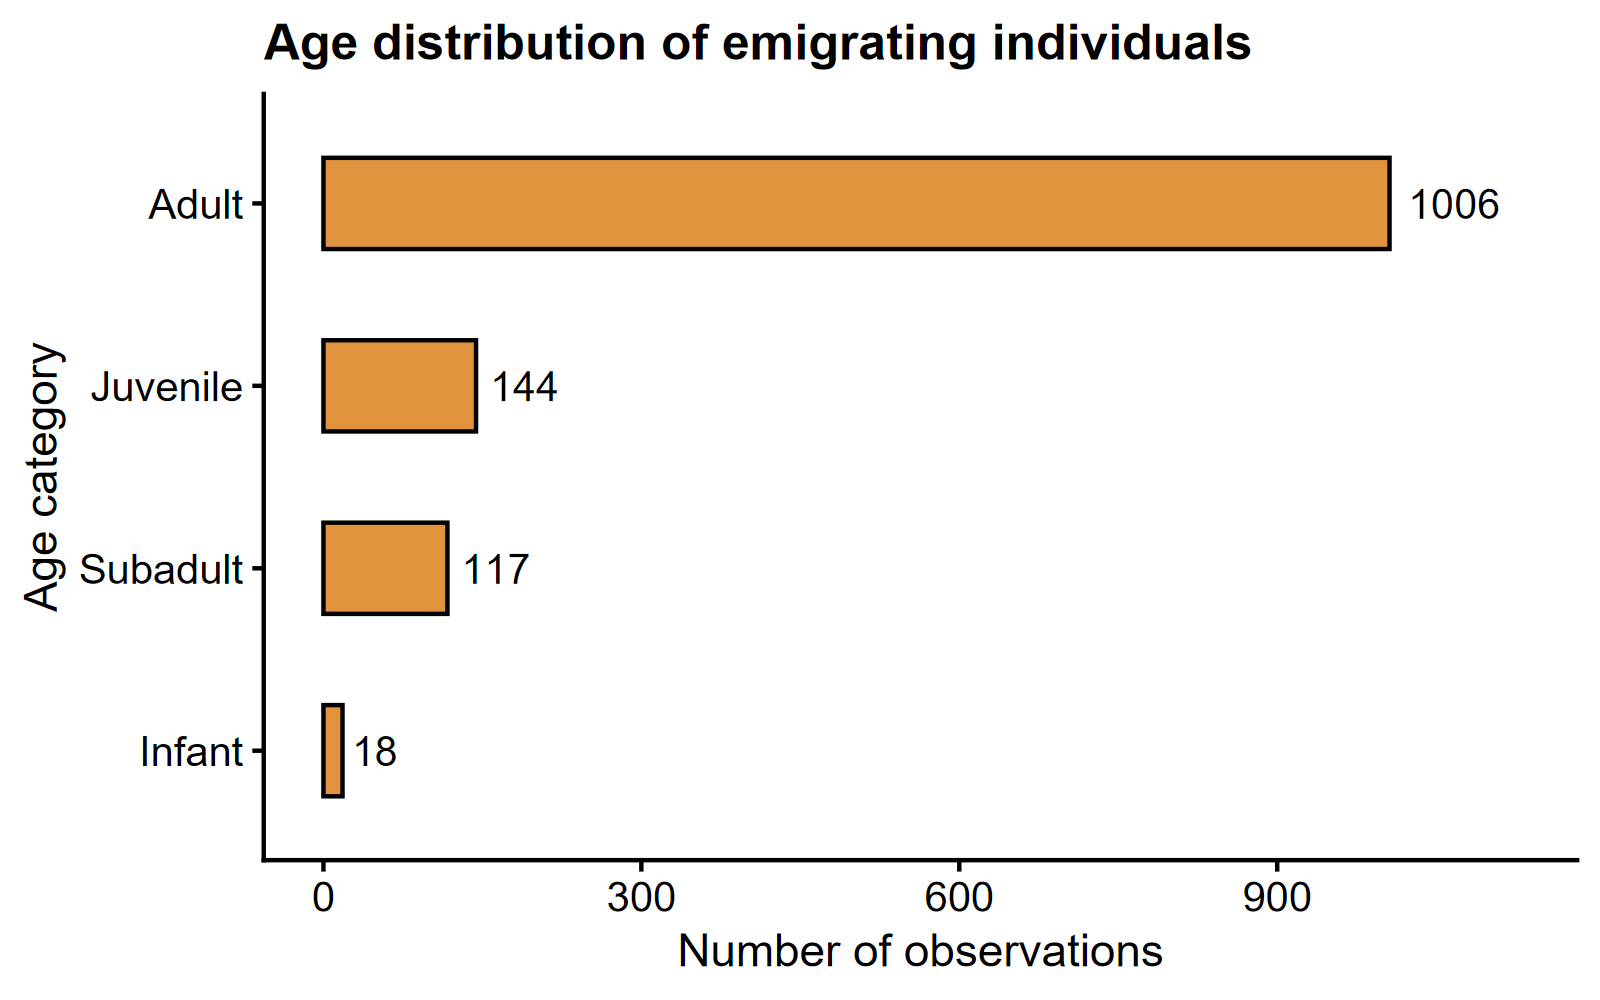 Age distribution of emigrating individuals
Age category
Adult
1006
Juvenile
144
Subadult
117
Infant
18
0 300 600 900
Number of observations